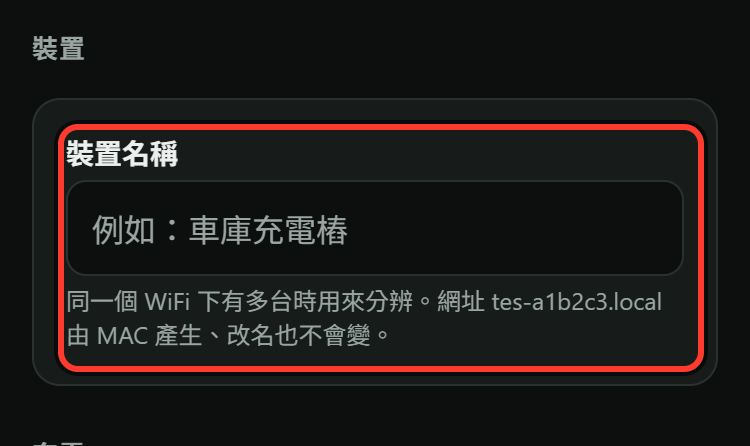 裝置
裝置名稱
例如：車庫充電樁
同一個 WiFi 下有多台時用來分辨。網址 tes-a1b2c3.local
由 MAC 產生、改名也不會變。